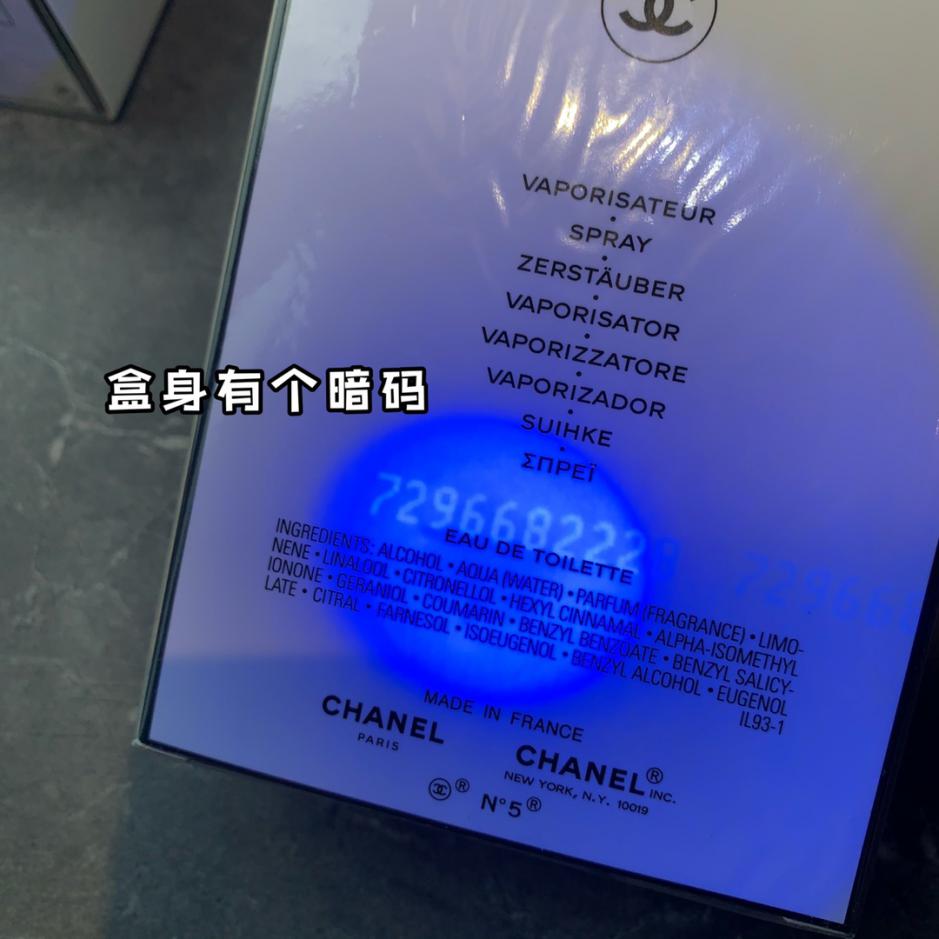 VAPORISATEUR
•
SPRAY
•
ZERSTÄUBER
•
VAPORISATOR
•
VAPORIZZATORE
•
VAPORIZADOR
•
SUIHKE
•
ΣΠΡΕΪ
盒身有个暗码
7296682228
72966
EAU DE TOILETTE
INGREDIENTS: ALCOHOL • AQUA (WATER) • PARFUM (FRAGRANCE) • LIMO-
NENE • LINALOOL • CITRONELLOL • HEXYL CINNAMAL • ALPHA-ISOMETHYL
IONONE • GERANIOL • COUMARIN • BENZYL BENZOATE • BENZYL SALICY-
LATE • CITRAL • FARNESOL • ISOEUGENOL • BENZYL ALCOHOL • EUGENOL
IL93-1
MADE IN FRANCE
CHANEL
PARIS
CHANEL® INC.
NEW YORK, N.Y. 10019
® N°5®